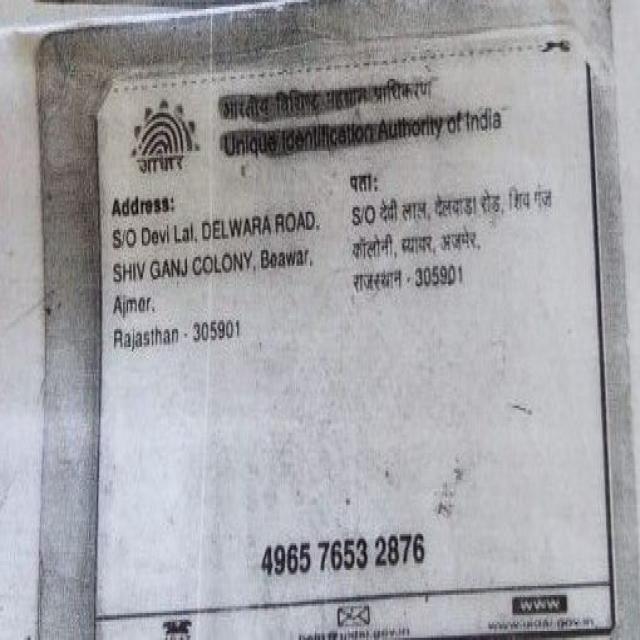 भारतीय विशिष्ट पहचान प्राधिकरण
Unique Identification Authority of India
आधार
Address:
S/O Devi Lal, DELWARA ROAD,
SHIV GANJ COLONY, Beawar,
Ajmer,
Rajasthan - 305901
पता:
S/O देवी लाल, देलवाडा रोड़, शिव गंज
कॉलोनी, ब्यावर, अजमेर,
राजस्थान - 305901
4965 7653 2876
www
help@uidai.gov.in
www.uidai.gov.in